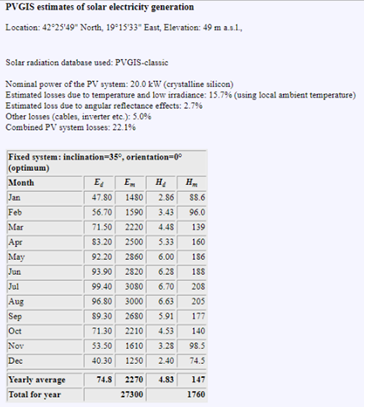 PVGIS estimates of solar electricity generation
Location: 42°25'49" North, 19°15'33" East, Elevation: 49 m a.s.l.,
Solar radiation database used: PVGIS-classic
Nominal power of the PV system: 20.0 kW (crystalline silicon)
Estimated losses due to temperature and low irradiance: 15.7% (using local ambient temperature)
Estimated loss due to angular reflectance effects: 2.7%
Other losses (cables, inverter etc.): 5.0%
Combined PV system losses: 22.1%
Fixed system: inclination=35°, orientation=0°
(optimum)
Month Ed Em Hd Hm
Jan 47.80 1480 2.86 88.6
Feb 56.70 1590 3.43 96.0
Mar 71.50 2220 4.48 139
Apr 83.20 2500 5.33 160
May 92.20 2860 6.00 186
Jun 93.90 2820 6.28 188
Jul 99.40 3080 6.70 208
Aug 96.80 3000 6.63 205
Sep 89.30 2680 5.91 177
Oct 71.30 2210 4.53 140
Nov 53.50 1610 3.28 98.5
Dec 40.30 1250 2.40 74.5
Yearly average 74.8 2270 4.83 147
Total for year 27300 1760